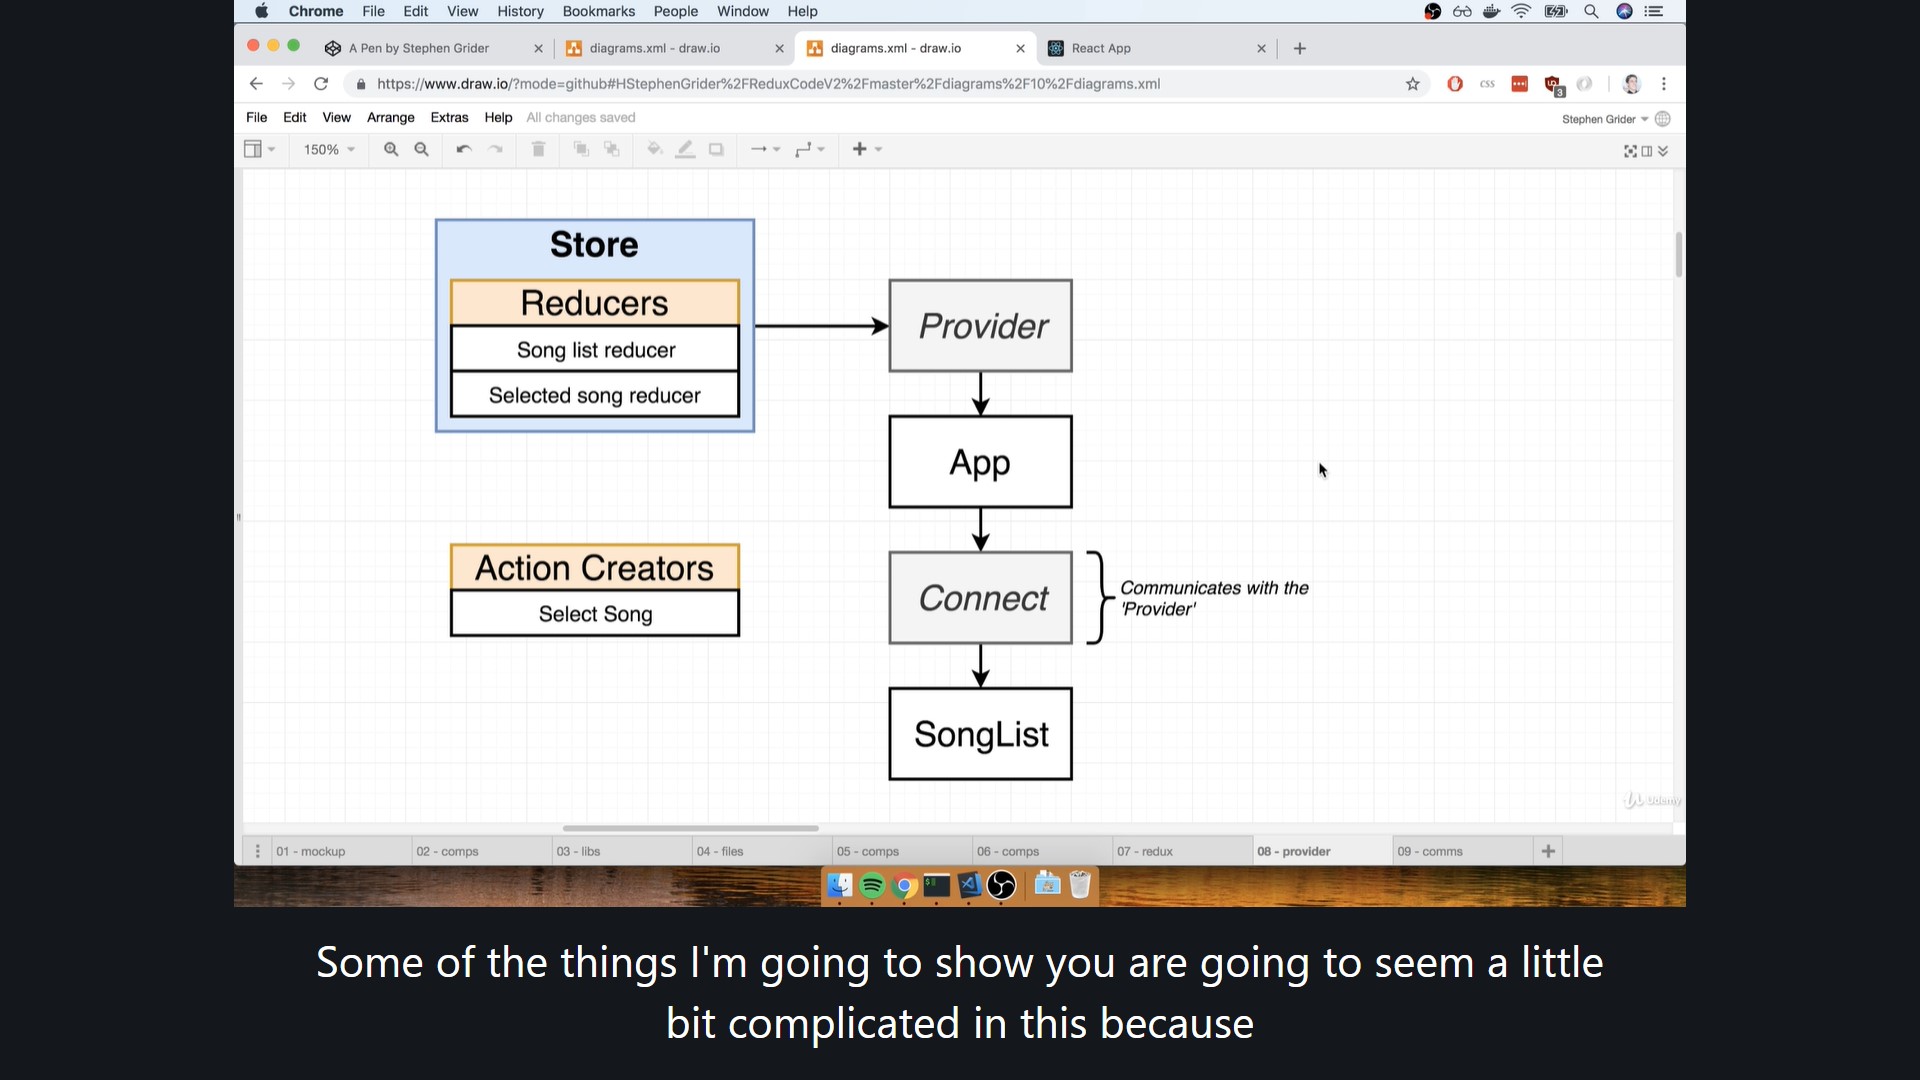 Chrome File Edit View History Bookmarks People Window Help
A Pen by Stephen Grider
diagrams.xml - draw.io
diagrams.xml - draw.io
React App
https://www.draw.io/?mode=github#HStephenGrider%2FReduxCodeV2%2Fmaster%2Fdiagrams%2F10%2Fdiagrams.xml
css
3
File Edit View Arrange Extras Help All changes saved
Stephen Grider
150%
Store
Reducers
Song list reducer
Selected song reducer
Provider
App
Action Creators
Select Song
Connect
Communicates with the
'Provider'
SongList
Udemy
01 - mockup
02 - comps
03 - libs
04 - files
05 - comps
06 - comps
07 - redux
08 - provider
09 - comms
Some of the things I'm going to show you are going to seem a little
bit complicated in this because